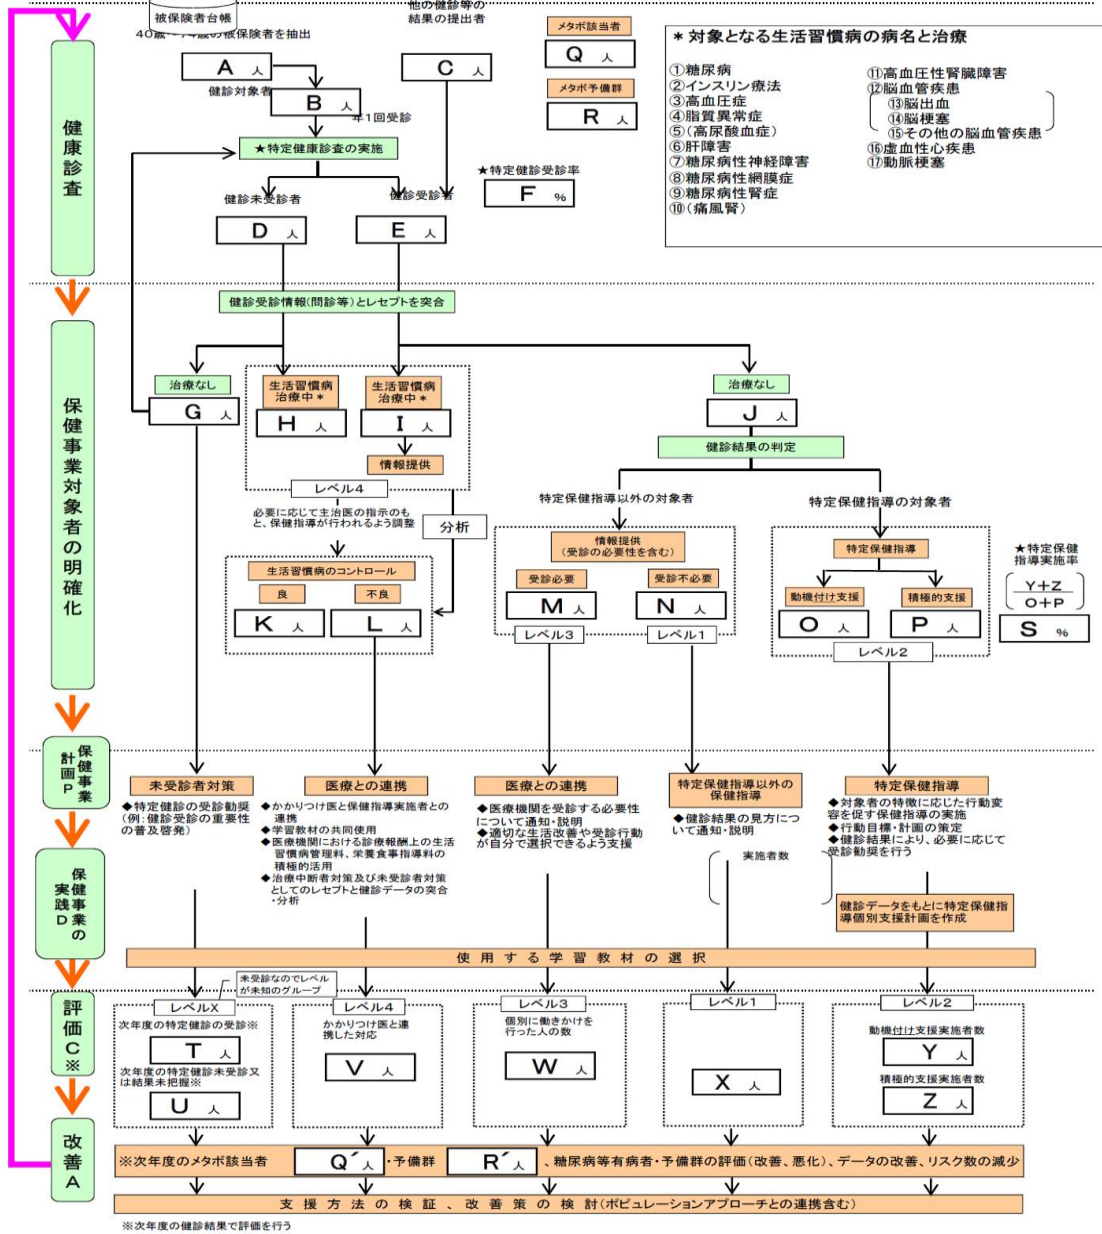 被保険者台帳
40歳～74歳の被保険者を抽出
A 人
健診対象者
B 人
年1回受診
他の健診等の
結果の提出者
C 人
メタボ該当者
Q 人
メタボ予備群
R 人
＊対象となる生活習慣病の病名と治療
①糖尿病
②インスリン療法
③高血圧症
④脂質異常症
⑤(高尿酸血症)
⑥肝障害
⑦糖尿病性神経障害
⑧糖尿病性網膜症
⑨糖尿病性腎症
⑩(痛風腎)
⑪高血圧性腎臓障害
⑫脳血管疾患
⑬脳出血
⑭脳梗塞
⑮その他の脳血管疾患
⑯虚血性心疾患
⑰動脈梗塞
健康診査
★特定健康診査の実施
★特定健診受診率
F %
健診未受診者
D 人
健診受診者
E 人
健診受診情報(問診等)とレセプトを突合
保健事業対象者の明確化
治療なし
G 人
生活習慣病
治療中＊
H 人
生活習慣病
治療中＊
I 人
情報提供
レベル4
必要に応じて主治医の指示のも
と、保健指導が行われるよう調整
分析
生活習慣病のコントロール
良
不良
K 人
L 人
治療なし
J 人
健診結果の判定
特定保健指導以外の対象者
情報提供
(受診の必要性を含む)
受診必要
受診不必要
M 人
N 人
レベル3
レベル1
特定保健指導の対象者
特定保健指導
動機付け支援
積極的支援
O 人
P 人
レベル2
★特定保健
指導実施率
Y+Z
O+P
S %
保健事業
計画P
未受診者対策
◆特定健診の受診勧奨
(例：健診受診の重要性
の普及啓発)
医療との連携
◆かかりつけ医と保健指導実施者との
連携
◆学習教材の共同使用
◆医療機関における診療報酬上の生活
習慣病管理料、栄養食事指導料の
積極的活用
◆治療中断者対策及び未受診者対策
としてのレセプトと健診データの突合
・分析
医療との連携
◆医療機関を受診する必要性
について通知・説明
◆適切な生活改善や受診行動
が自分で選択できるよう支援
特定保健指導以外の
保健指導
◆健診結果の見方につ
いて通知・説明
実施者数
特定保健指導
◆対象者の特徴に応じた行動変
容を促す保健指導の実施
◆行動目標・計画の策定
◆健診結果により、必要に応じて
受診勧奨を行う
健診データをもとに特定保健指
導個別支援計画を作成
保健事業の
実践D
使用する学習教材の選択
評価C※
未受診なのでレベル
が未知のグループ
レベルX
次年度の特定健診の受診※
T 人
次年度の特定健診未受診又
は結果未把握※
U 人
レベル4
かかりつけ医と連
携した対応
V 人
レベル3
個別に働きかけを
行った人の数
W 人
レベル1
X 人
レベル2
動機付け支援実施者数
Y 人
積極的支援実施者数
Z 人
改善A
※次年度のメタボ該当者 Q´人 ・予備群 R´人 、糖尿病等有病者・予備群の評価(改善、悪化)、データの改善、リスク数の減少
支援方法の検証、改善策の検討(ポピュレーションアプローチとの連携含む)
※次年度の健診結果で評価を行う